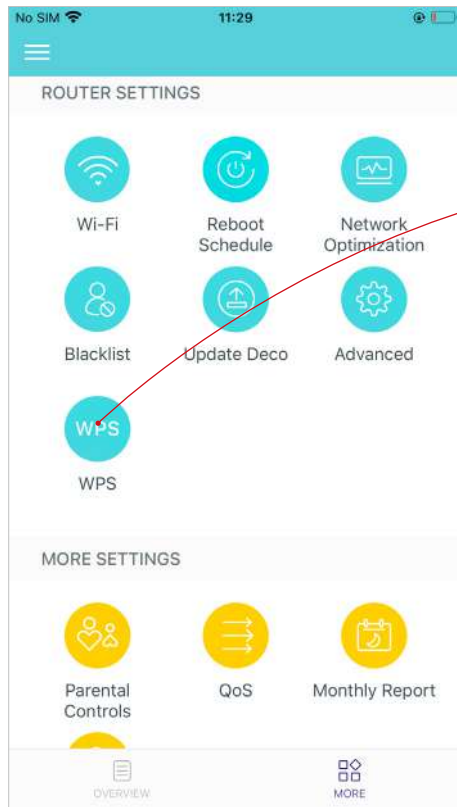 No SIM 11:29
ROUTER SETTINGS
Wi-Fi
Reboot
Schedule
Network
Optimization
Blacklist
Update Deco
Advanced
WPS
WPS
MORE SETTINGS
Parental
Controls
QoS
Monthly Report
OVERVIEW
MORE